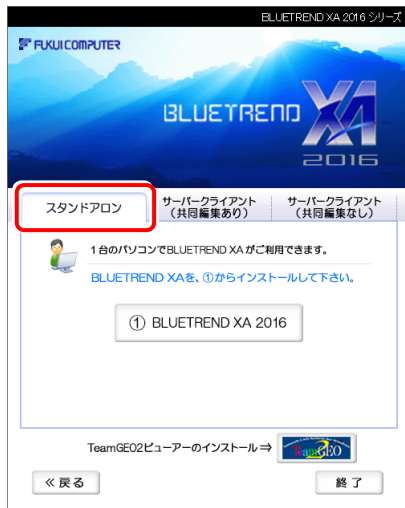 BLUETREND XA 2016 シリーズ
FUKUI COMPUTER
BLUETREND XA
2016
スタンドアロン
サーバークライアント
（共同編集あり）
サーバークライアント
（共同編集なし）
1台のパソコンでBLUETREND XA がご利用できます。
BLUETREND XAを、①からインストールして下さい。
① BLUETREND XA 2016
TeamGEO2ビューアーのインストール⇒
TeamGEO
≪戻る
終 了